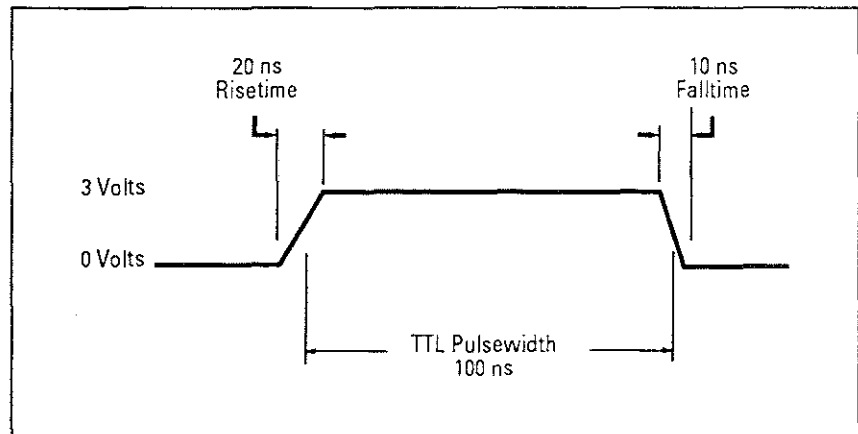 20 ns
Risetime
10 ns
Falltime
3 Volts
0 Volts
TTL Pulsewidth
100 ns